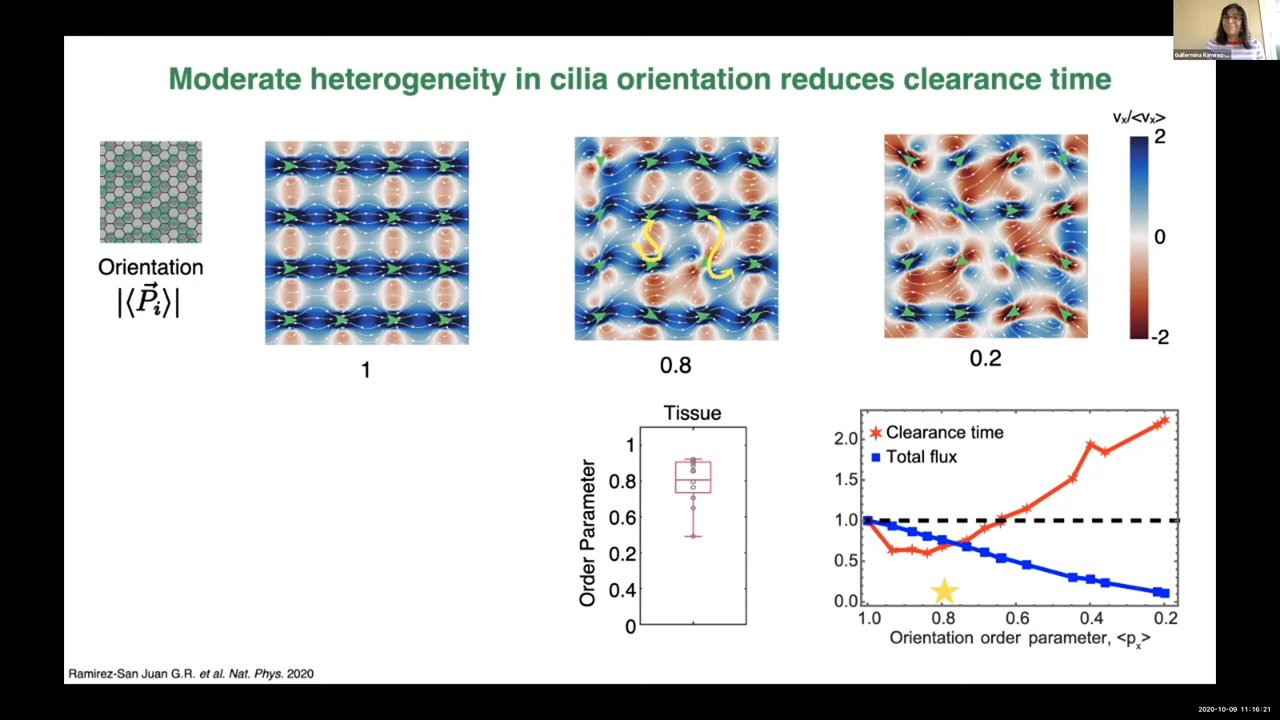 Guillermina Ramirez-...
Moderate heterogeneity in cilia orientation reduces clearance time
vₓ/<vₓ>
2
0
-2
Orientation
|⟨P⃗ᵢ⟩|
1
0.8
0.2
Tissue
Order Parameter
1
0.8
0.6
0.2
0.4
0
Clearance time
Total flux
2.0
1.5
1.0
0.5
0.0
1.0 0.8 0.6 0.4 0.2
Orientation order parameter, <pₓ>
Ramirez-San Juan G.R. et al. Nat. Phys. 2020
2020-10-09 11:16:21